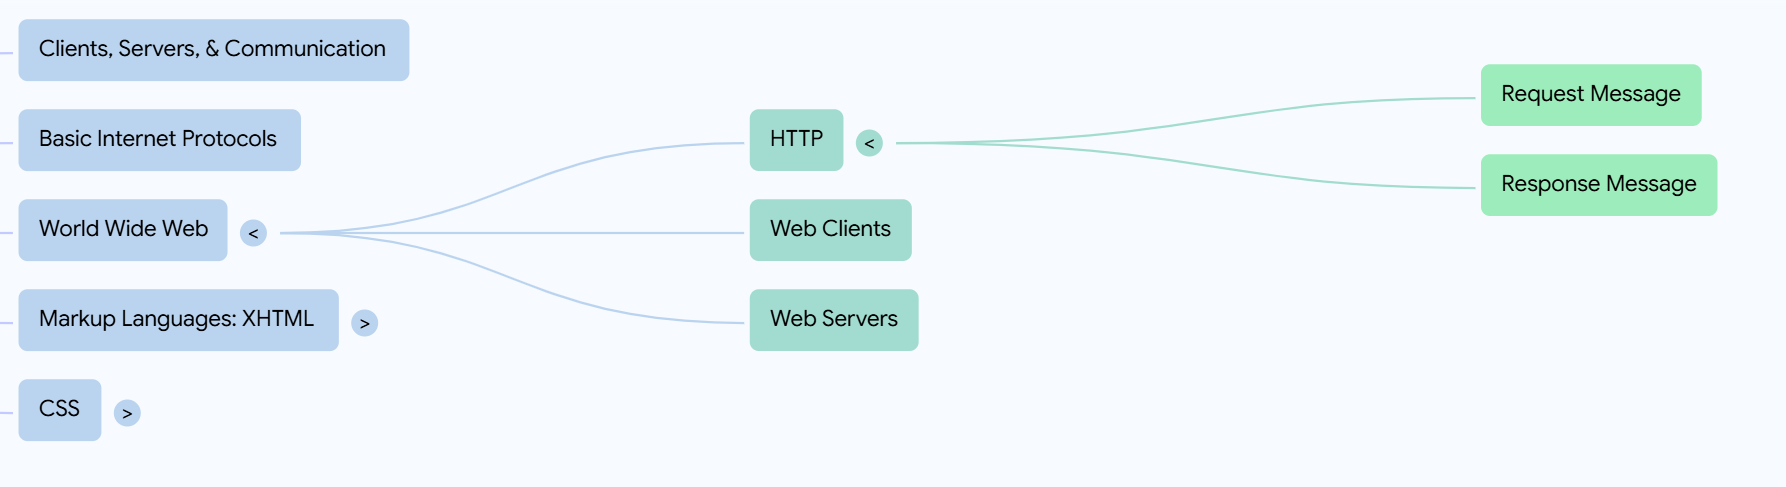 Clients, Servers, & Communication
Basic Internet Protocols
World Wide Web <
Markup Languages: XHTML >
CSS >
HTTP <
Web Clients
Web Servers
Request Message
Response Message